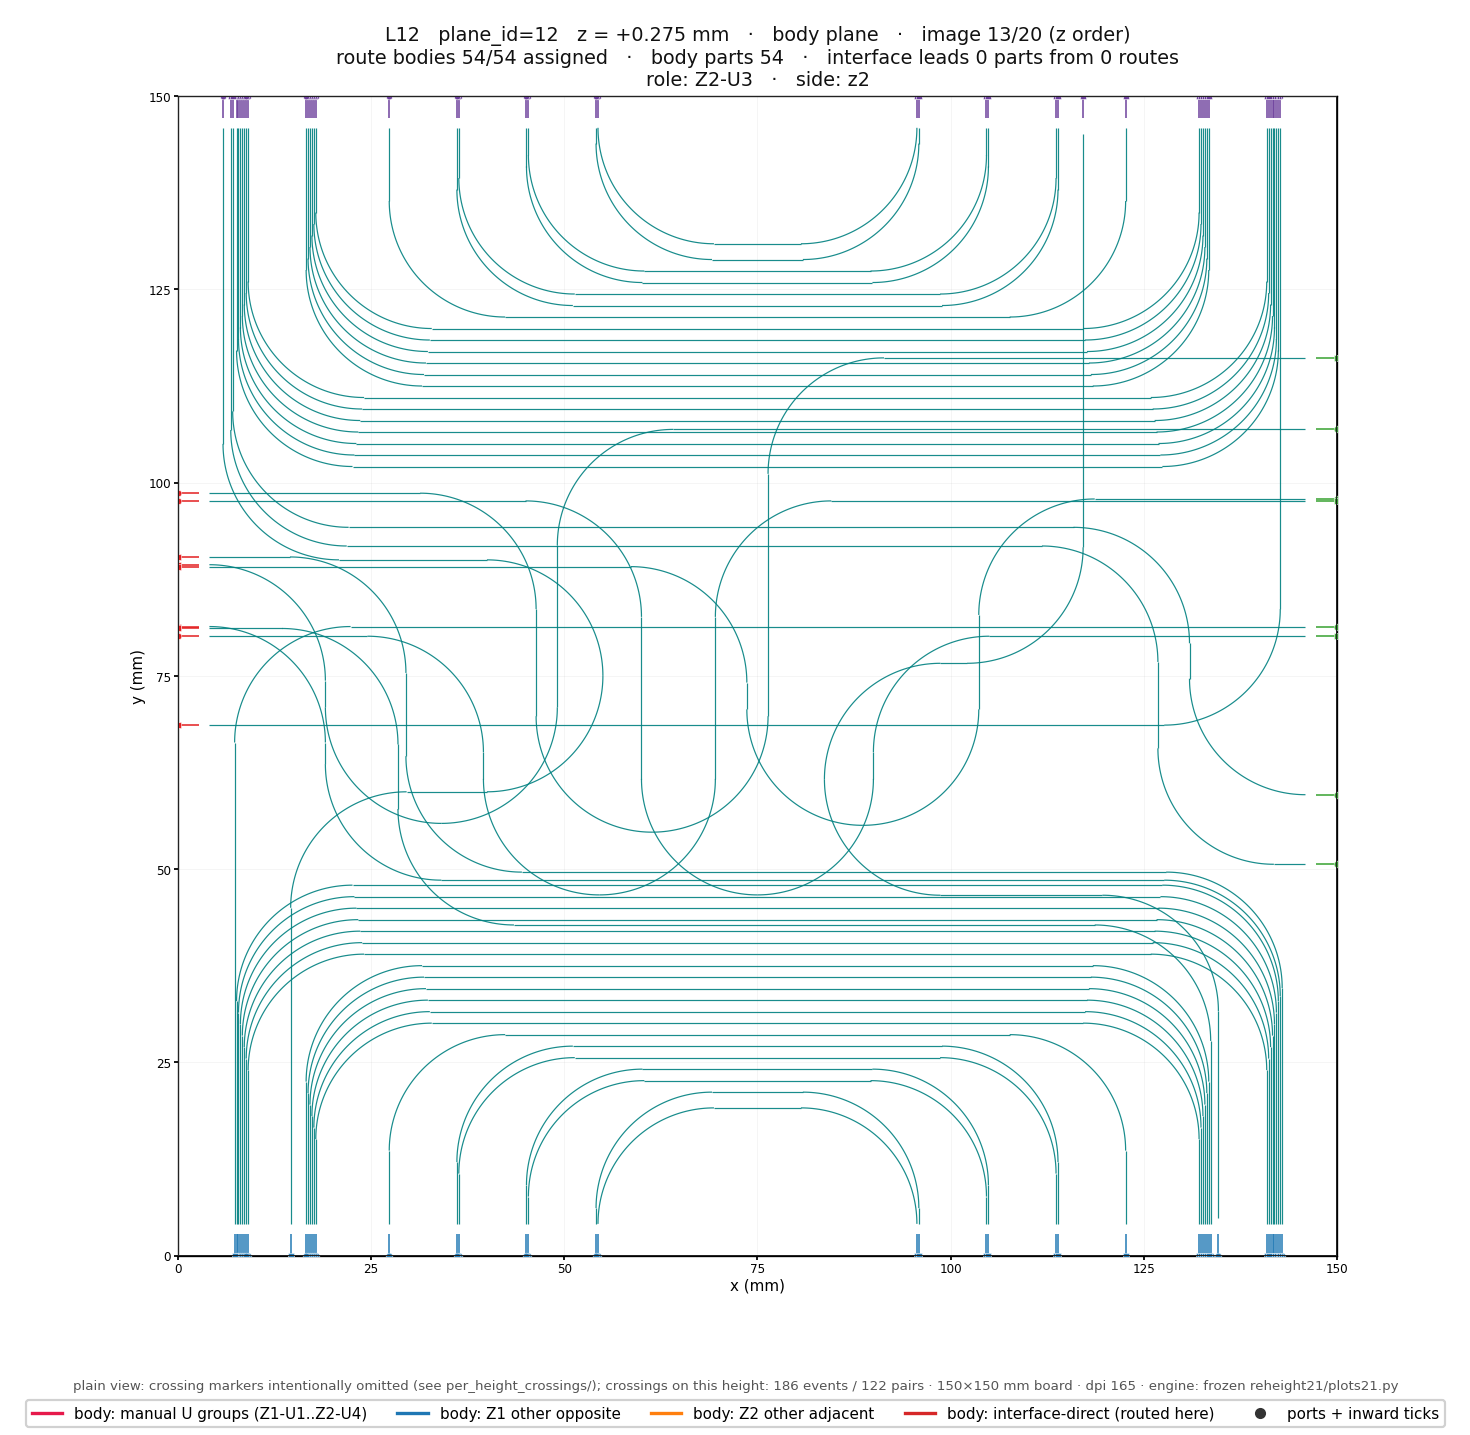 L12   plane_id=12   z = +0.275 mm   ·   body plane   ·   image 13/20 (z order)
route bodies 54/54 assigned   ·   body parts 54   ·   interface leads 0 parts from 0 routes
role: Z2-U3   ·   side: z2
150
125
100
75
50
25
0
y (mm)
0 25 50 75 100 125 150
x (mm)
plain view: crossing markers intentionally omitted (see per_height_crossings/); crossings on this height: 186 events / 122 pairs · 150×150 mm board · dpi 165 · engine: frozen reheight21/plots21.py
body: manual U groups (Z1-U1..Z2-U4) body: Z1 other opposite body: Z2 other adjacent body: interface-direct (routed here) ports + inward ticks